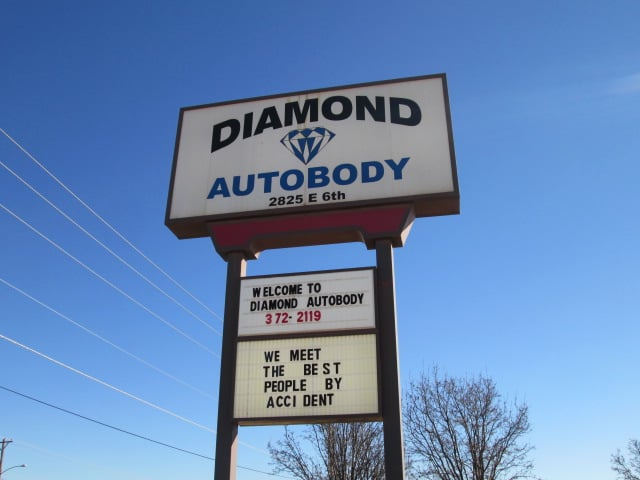 DIAMOND
AUTOBODY
2825 E 6th
WELCOME TO
DIAMOND AUTOBODY
372-2119
WE MEET
THE BEST
PEOPLE BY
ACCIDENT